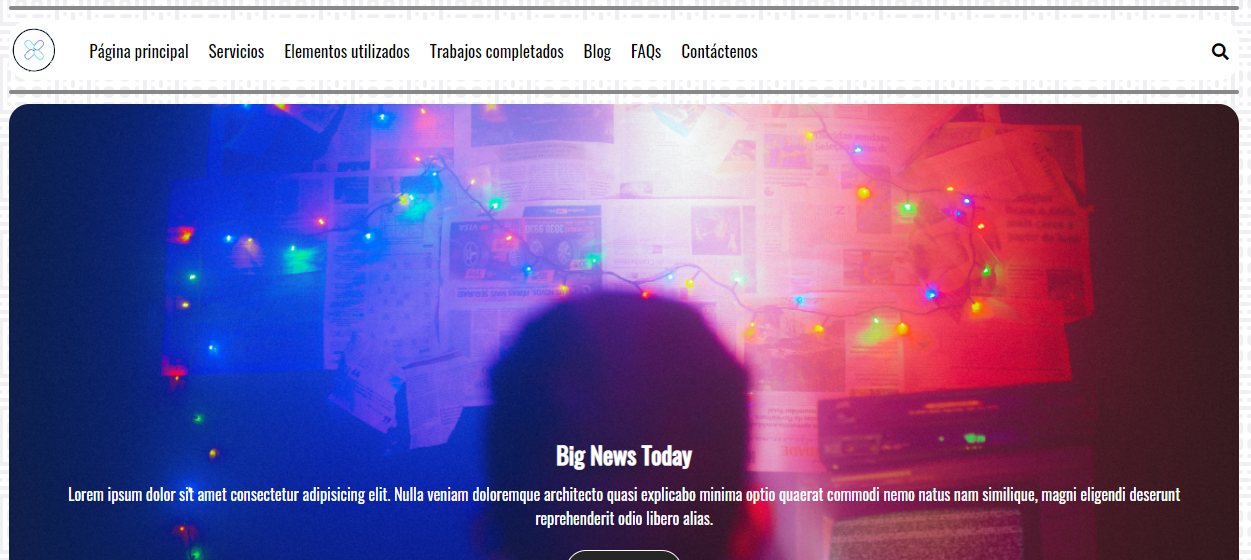 Página principal Servicios Elementos utilizados Trabajos completados Blog FAQs Contáctenos
Big News Today
Lorem ipsum dolor sit amet consectetur adipisicing elit. Nulla veniam doloremque architecto quasi explicabo minima optio quaerat commodi nemo natus nam similique, magni eligendi deserunt
reprehenderit odio libero alias.